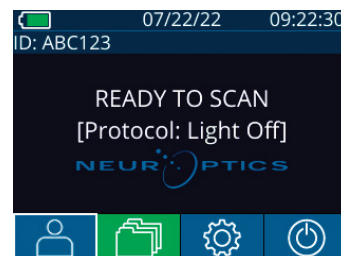 07/22/22 09:22:30
ID: ABC123
READY TO SCAN
[Protocol: Light Off]
NEUROPTICS